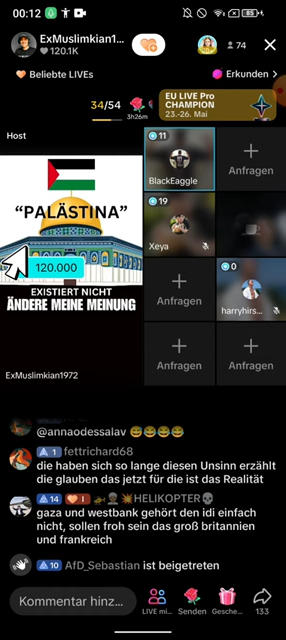 00:12
85
ExMuslimkian1...
120.1K
74
Beliebte LIVEs
Erkunden >
34/54
3h26m
EU LIVE Pro
CHAMPION
23.-26. Mai
Host
"PALÄSTINA"
120.000
EXISTIERT NICHT
ÄNDERE MEINE MEINUNG
ExMuslimkian1972
11
BlackEaggle
Anfragen
19
Xeya
Anfragen
0
harryhirs...
Anfragen
Anfragen
@annaodessalav 😅😂😂😂
1 fettrichard68
die haben sich so lange diesen Unsinn erzählt
die glauben das jetzt für die ist das Realität
14 I 🚁🪖💥HELIKOPTER💀
gaza und westbank gehört den idi einfach
nicht, sollen froh sein das groß britannien
und frankreich
10 AfD_Sebastian ist beigetreten
Kommentar hinz...
LIVE mi...
Senden
Gesche...
133